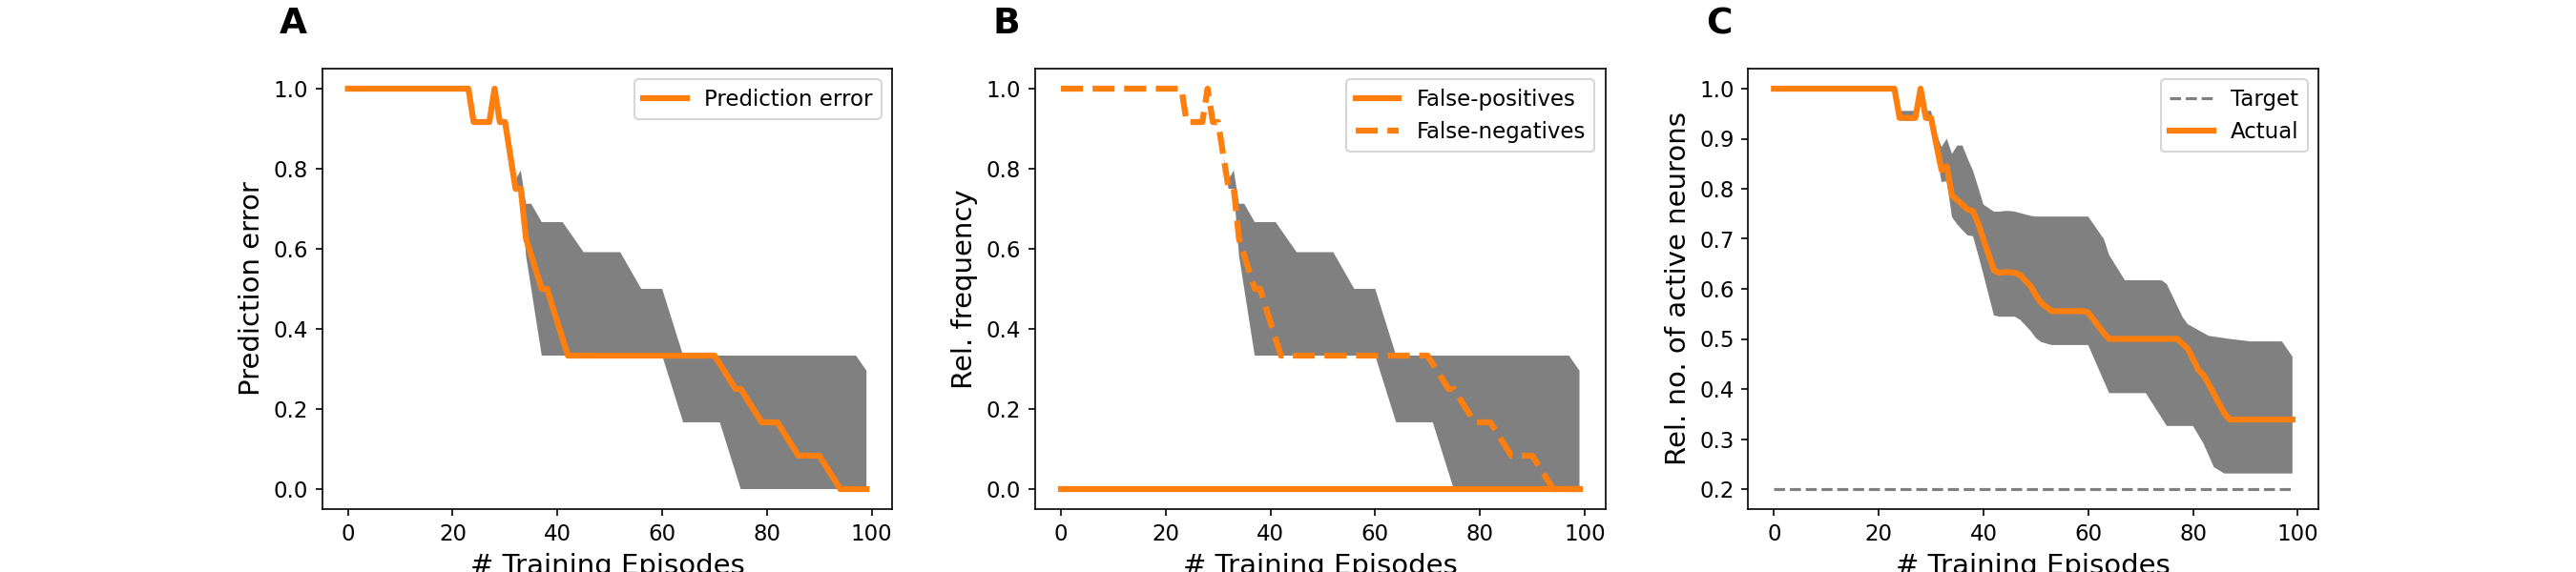 A
B
C
Prediction error
False-positives
False-negatives
Target
Actual
Prediction error
1.0
0.8
0.6
0.4
0.2
0.0
0 20 40 60 80 100
# Training Episodes
Rel. frequency
1.0
0.8
0.6
0.4
0.2
0.0
0 20 40 60 80 100
# Training Episodes
Rel. no. of active neurons
1.0
0.9
0.8
0.7
0.6
0.5
0.4
0.3
0.2
0 20 40 60 80 100
# Training Episodes